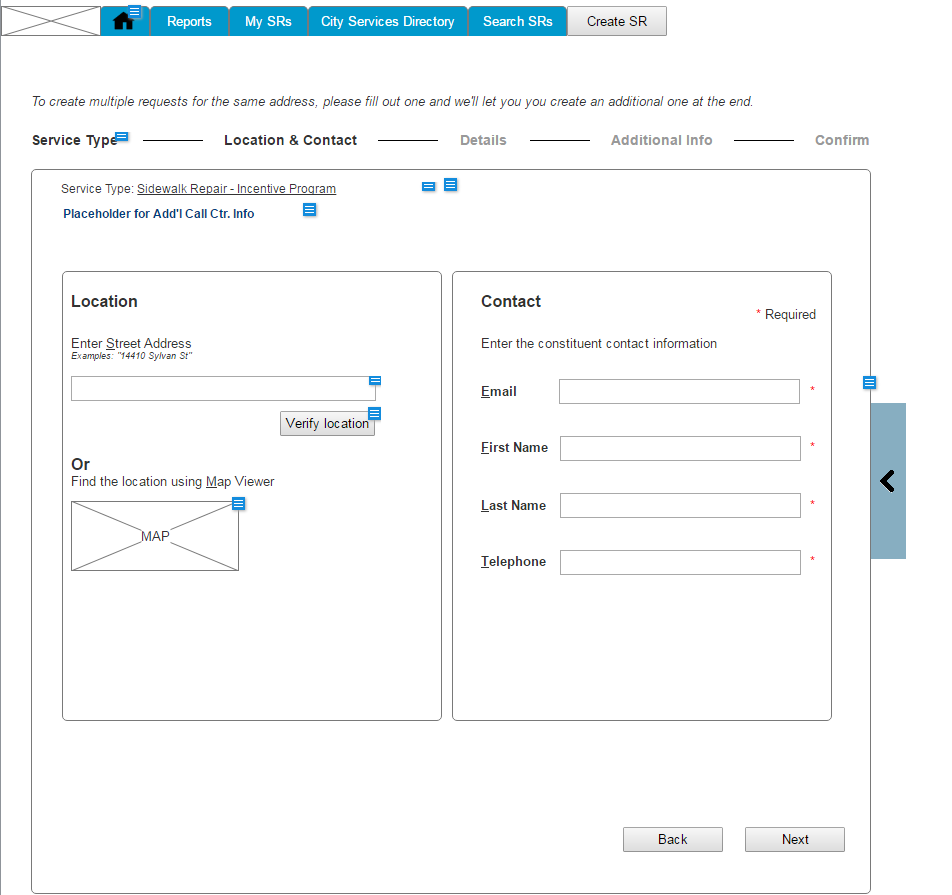 Reports My SRs City Services Directory Search SRs Create SR
To create multiple requests for the same address, please fill out one and we'll let you you create an additional one at the end.
Service Type Location & Contact Details Additional Info Confirm
Service Type: Sidewalk Repair - Incentive Program
Placeholder for Add'l Call Ctr. Info
Location
Enter Street Address
Examples: "14410 Sylvan St"
Verify location
Or
Find the location using Map Viewer
MAP
Contact
* Required
Enter the constituent contact information
Email *
First Name *
Last Name *
Telephone *
Back Next